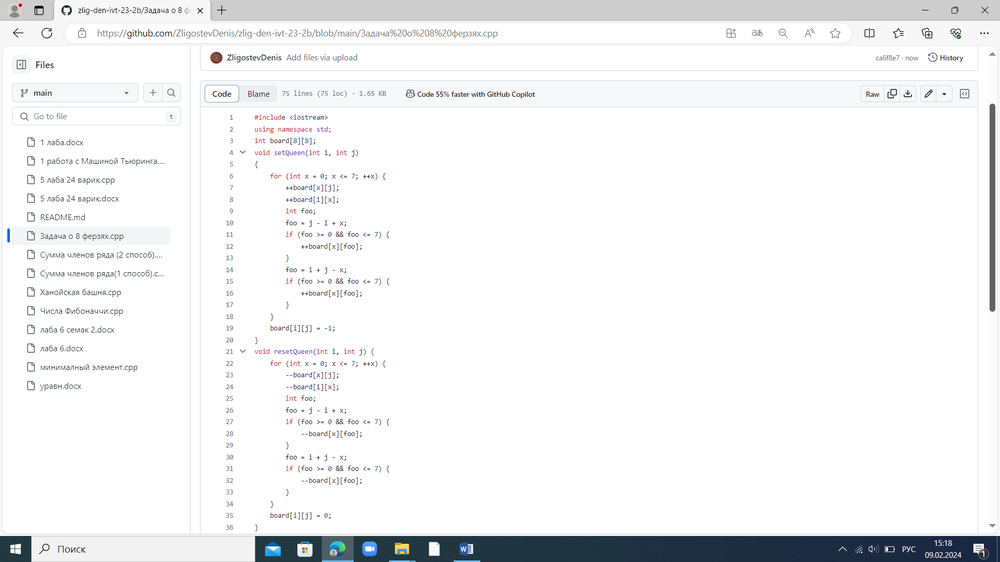 zlig-den-ivt-23-2b/Задача о 8 ф
https://github.com/ZligostevDenis/zlig-den-ivt-23-2b/blob/main/Задача%20о%208%20ферзях.cpp
Files
main
Go to file
t
1 лаба.docx
1 работа с Машиной Тьюринга....
5 лаба 24 варик.cpp
5 лаба 24 варик.docx
README.md
Задача о 8 ферзях.cpp
Сумма членов ряда (2 способ)....
Сумма членов ряда(1 способ).c...
Ханойская башня.cpp
Числа Фибоначчи.cpp
лаба 6 семак 2.docx
лаба 6.docx
минималный элемент.cpp
уравн.docx
ZligostevDenis Add files via upload
ca6f8e7 · now
History
Code
Blame
75 lines (75 loc) · 1.65 KB
Code 55% faster with GitHub Copilot
Raw
1 #include <iostream>
2 using namespace std;
3 int board[8][8];
4 void setQueen(int i, int j)
5 {
6     for (int x = 0; x <= 7; ++x) {
7         ++board[x][j];
8         ++board[i][x];
9         int foo;
10         foo = j - i + x;
11         if (foo >= 0 && foo <= 7) {
12             ++board[x][foo];
13         }
14         foo = i + j - x;
15         if (foo >= 0 && foo <= 7) {
16             ++board[x][foo];
17         }
18     }
19     board[i][j] = -1;
20 }
21 void resetQueen(int i, int j) {
22     for (int x = 0; x <= 7; ++x) {
23         --board[x][j];
24         --board[i][x];
25         int foo;
26         foo = j - i + x;
27         if (foo >= 0 && foo <= 7) {
28             --board[x][foo];
29         }
30         foo = i + j - x;
31         if (foo >= 0 && foo <= 7) {
32             --board[x][foo];
33         }
34     }
35     board[i][j] = 0;
36 }
Поиск
РУС
15:18
09.02.2024
1